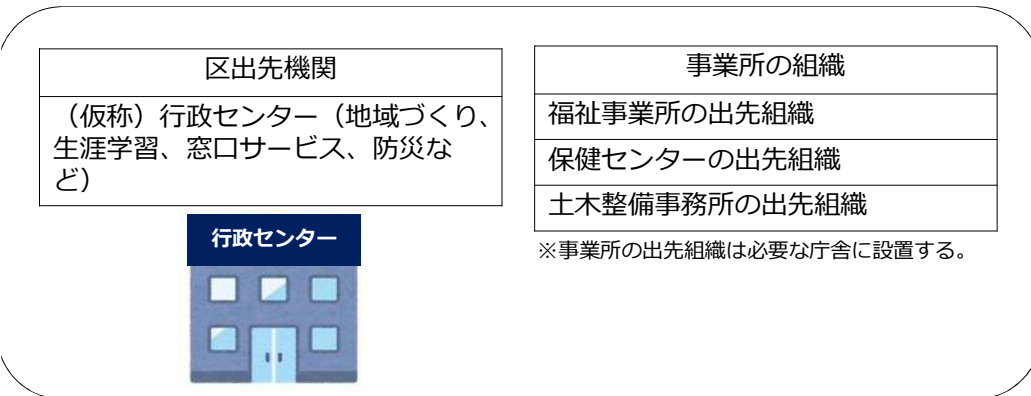 区出先機関
（仮称）行政センター（地域づくり、
生涯学習、窓口サービス、防災な
ど）
行政センター
事業所の組織
福祉事業所の出先組織
保健センターの出先組織
土木整備事務所の出先組織
※事業所の出先組織は必要な庁舎に設置する。